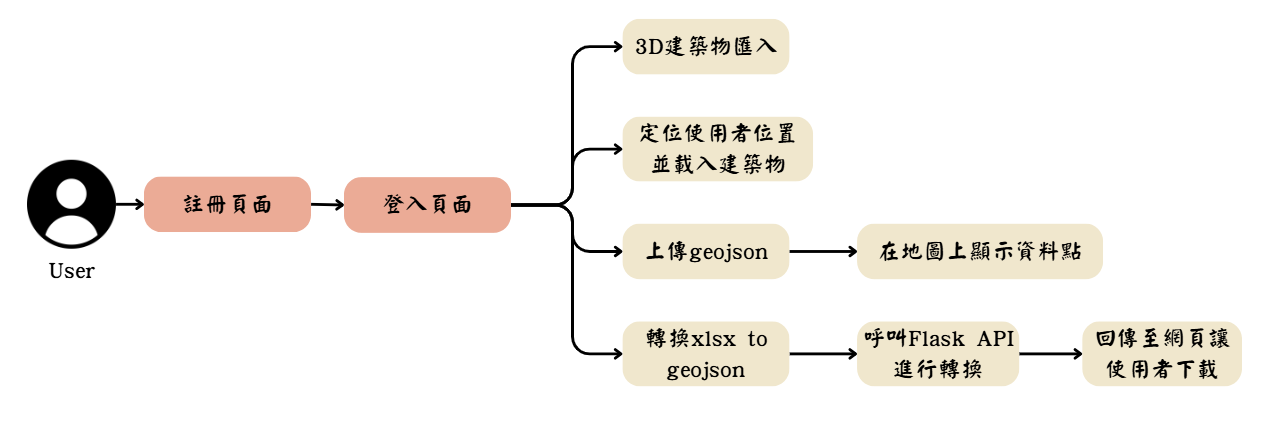 User
註冊頁面
登入頁面
3D建築物匯入
定位使用者位置
並載入建築物
上傳geojson
在地圖上顯示資料點
轉換xlsx to
geojson
呼叫Flask API
進行轉換
回傳至網頁讓
使用者下載